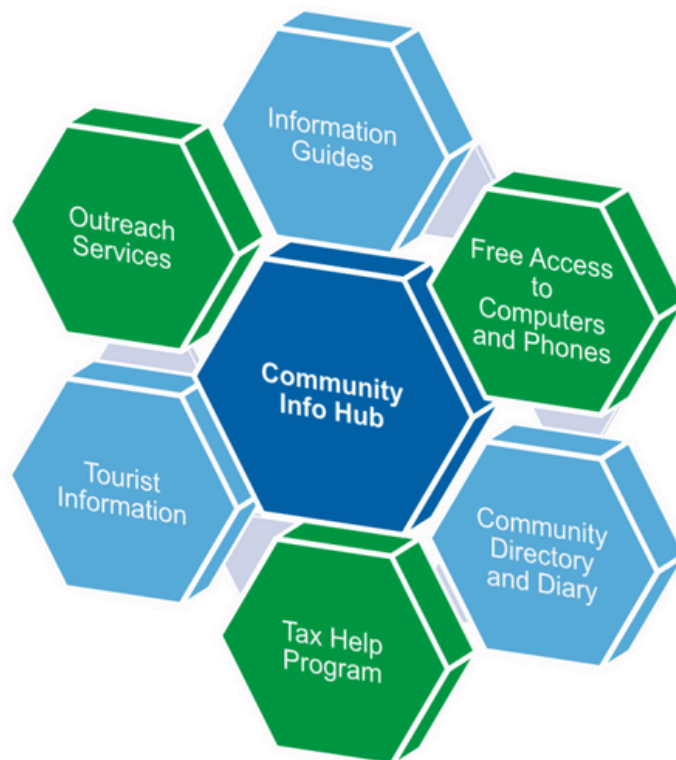 Information
Guides
Outreach
Services
Free Access
to
Computers
and Phones
Community
Info Hub
Tourist
Information
Community
Directory
and Diary
Tax Help
Program